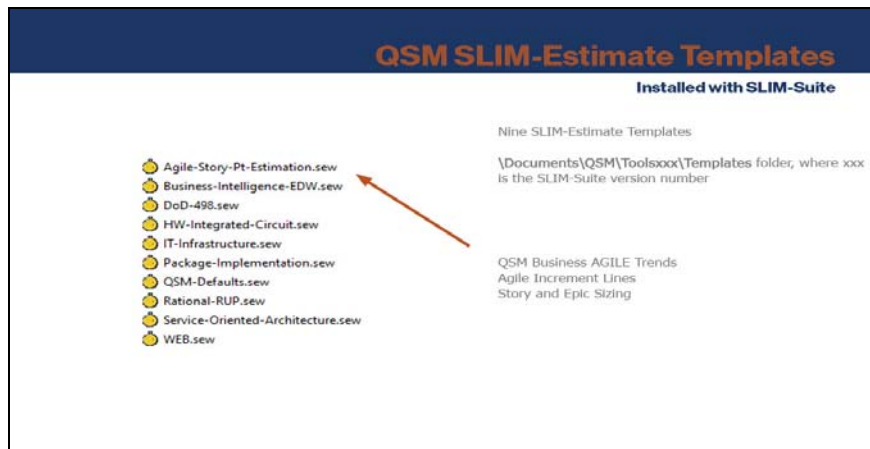 QSM SLIM-Estimate Templates
Installed with SLIM-Suite
Nine SLIM-Estimate Templates
\Documents\QSM\Toolsxxx\Templates folder, where xxx
is the SLIM-Suite version number
Agile-Story-Pt-Estimation.sew
Business-Intelligence-EDW.sew
DoD-498.sew
HW-Integrated-Circuit.sew
IT-Infrastructure.sew
Package-Implementation.sew
QSM-Defaults.sew
Rational-RUP.sew
Service-Oriented-Architecture.sew
WEB.sew
QSM Business AGILE Trends
Agile Increment Lines
Story and Epic Sizing